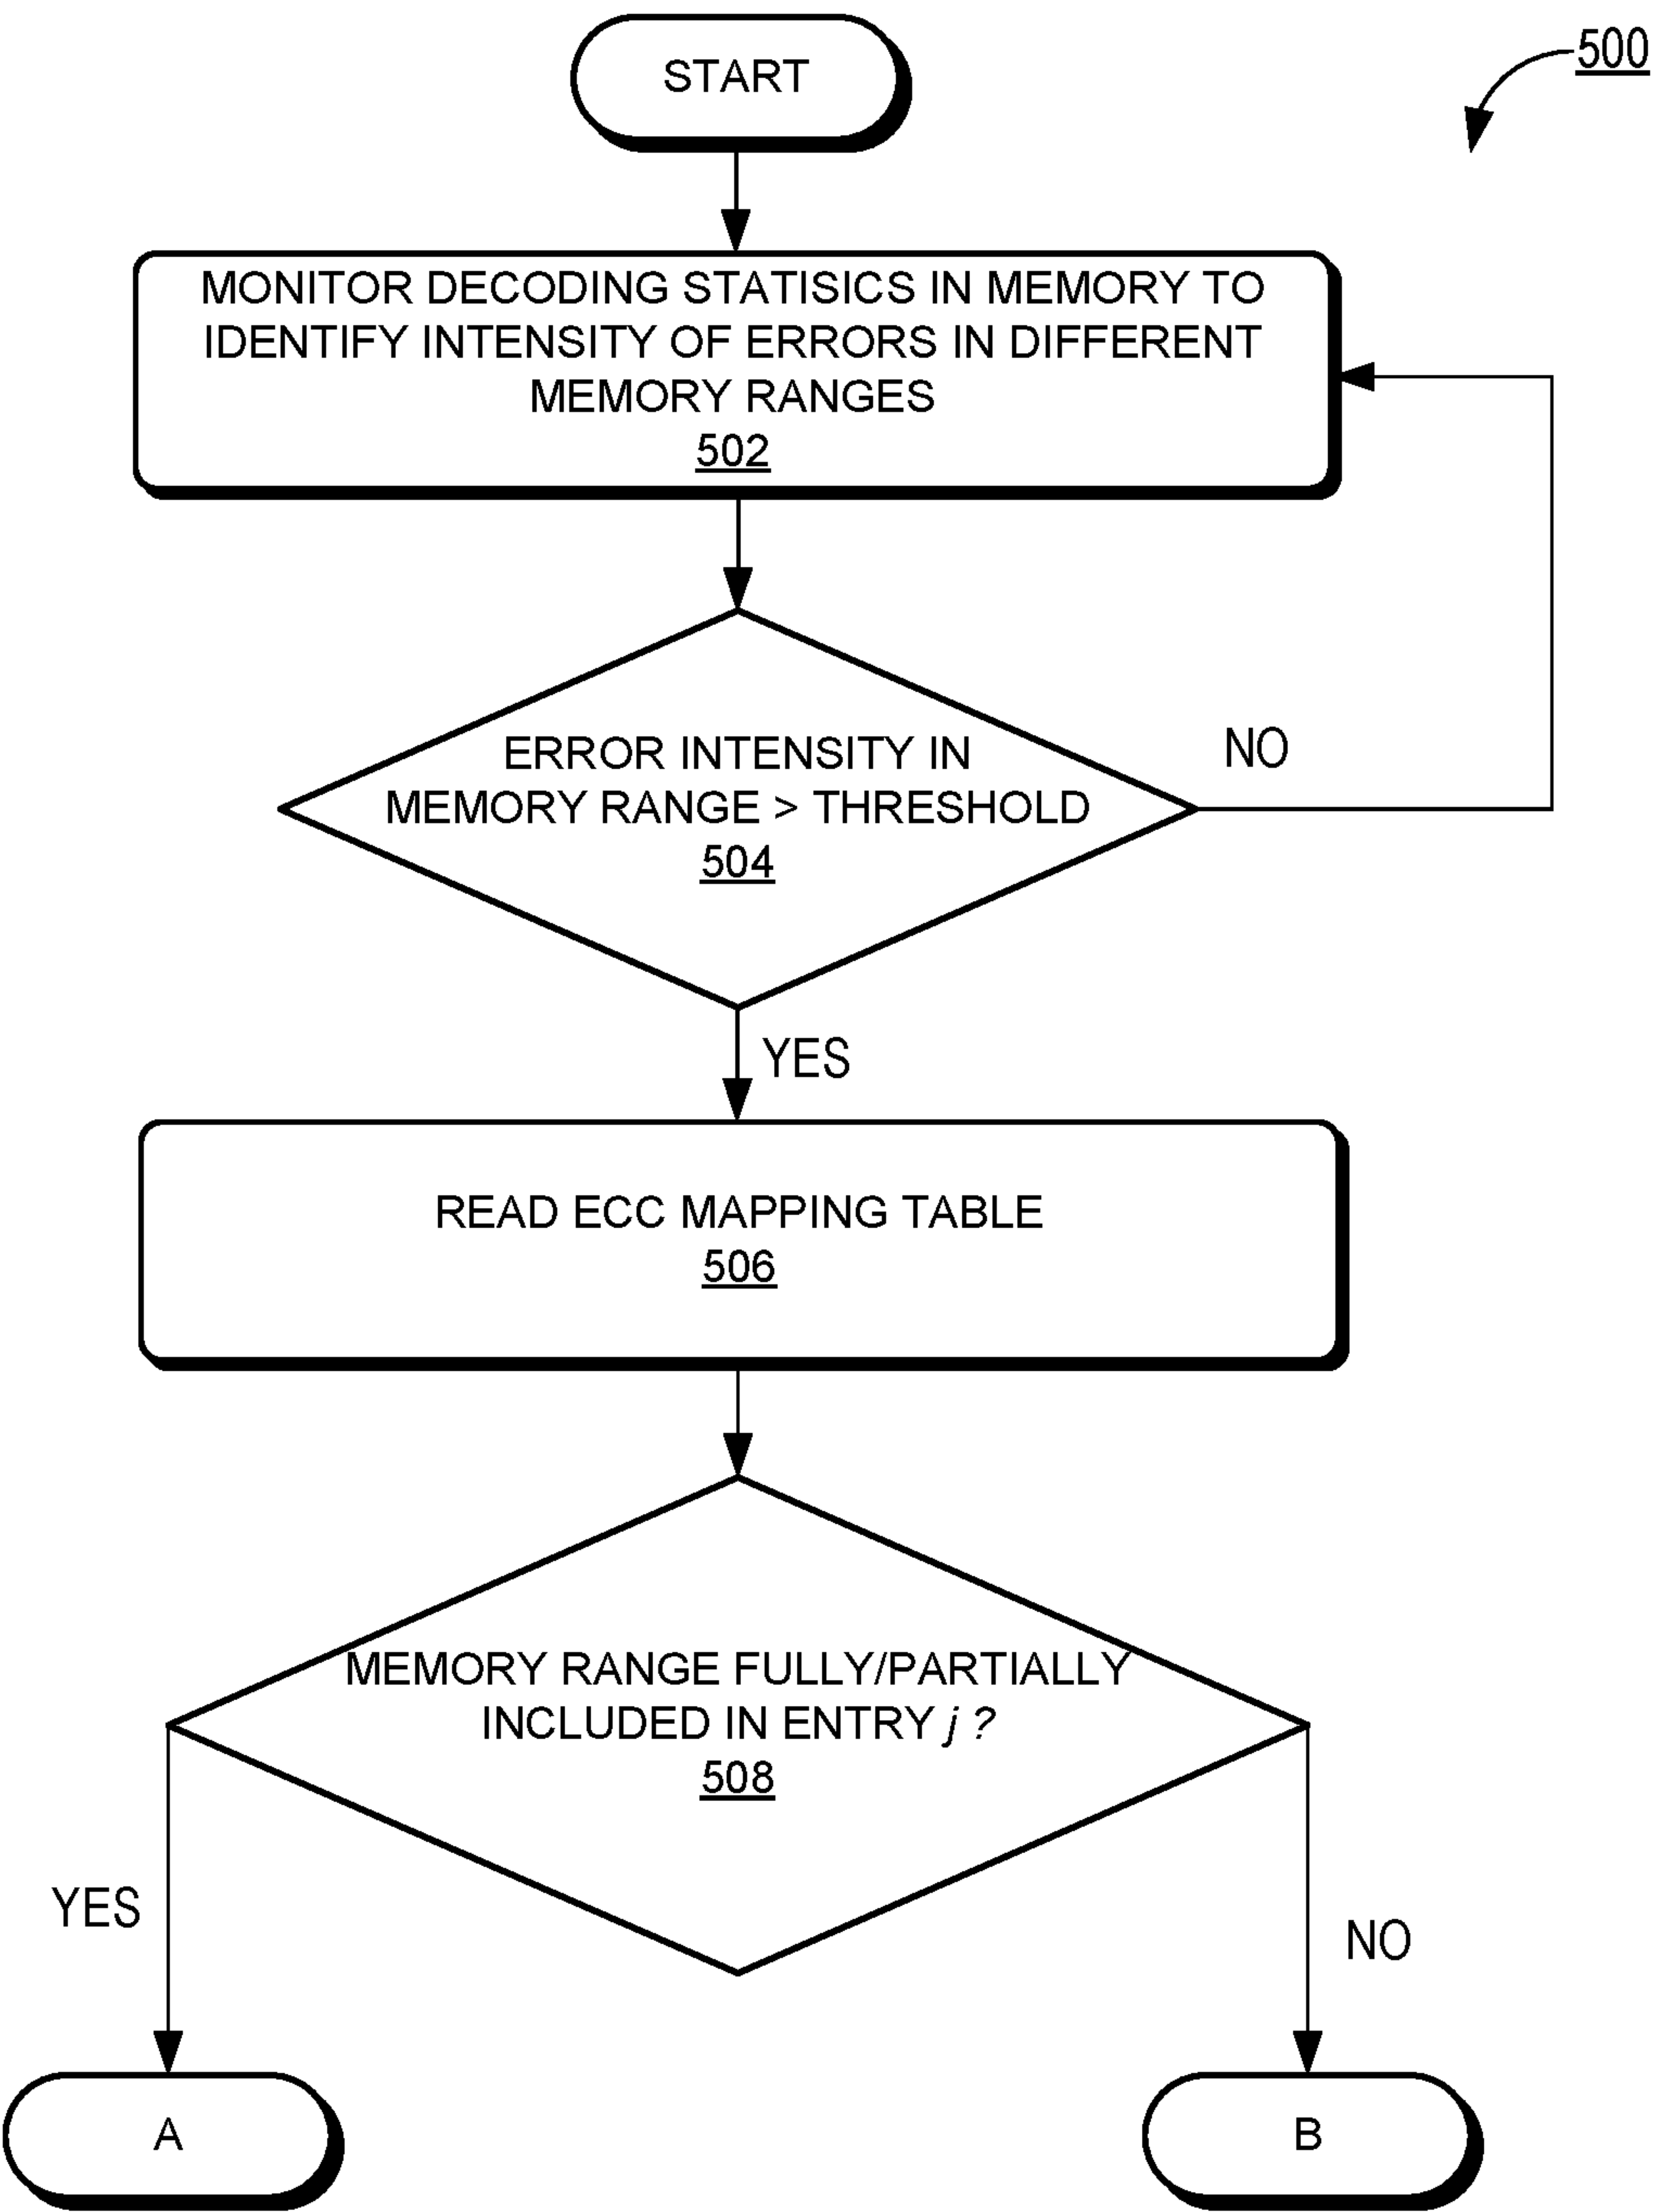 START
500
MONITOR DECODING STATISICS IN MEMORY TO
IDENTIFY INTENSITY OF ERRORS IN DIFFERENT
MEMORY RANGES
502
ERROR INTENSITY IN
MEMORY RANGE > THRESHOLD
504
NO
YES
READ ECC MAPPING TABLE
506
MEMORY RANGE FULLY/PARTIALLY
INCLUDED IN ENTRY j ?
508
YES
NO
A
B